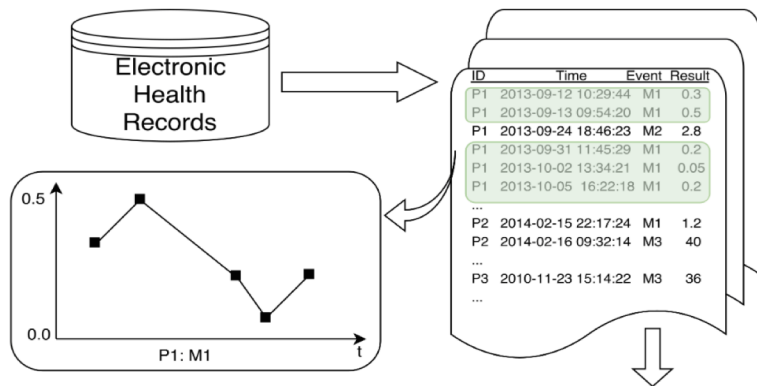 Electronic
Health
Records
ID Time Event Result
P1 2013-09-12 10:29:44 M1 0.3
P1 2013-09-13 09:54:20 M1 0.5
P1 2013-09-24 18:46:23 M2 2.8
P1 2013-09-31 11:45:29 M1 0.2
P1 2013-10-02 13:34:21 M1 0.05
P1 2013-10-05 16:22:18 M1 0.2
...
P2 2014-02-15 22:17:24 M1 1.2
P2 2014-02-16 09:32:14 M3 40
...
P3 2010-11-23 15:14:22 M3 36
...
0.5
0.0
t
P1: M1